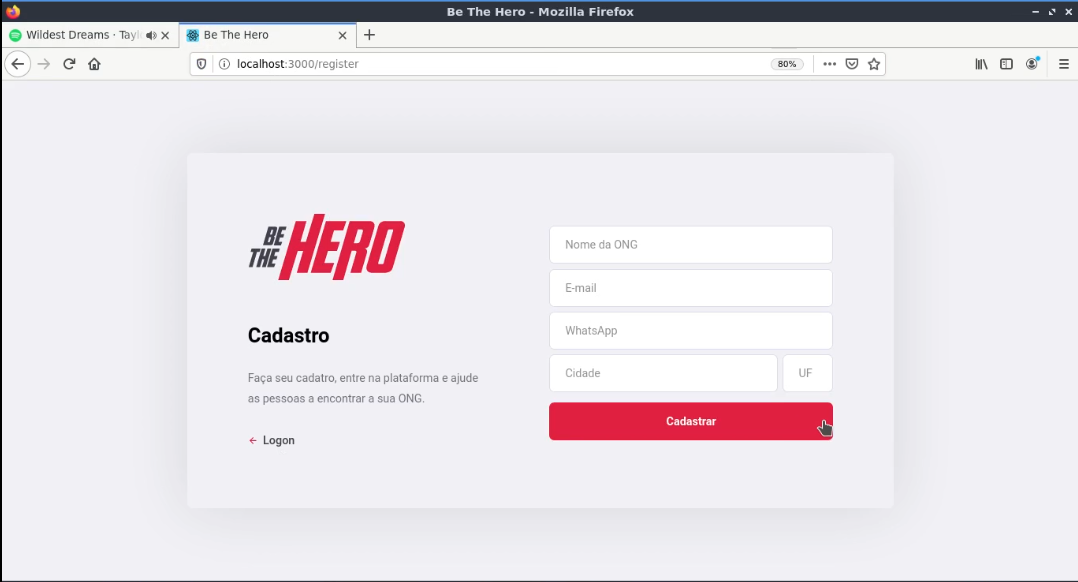 Be The Hero - Mozilla Firefox
Wildest Dreams · Tayl
Be The Hero
localhost:3000/register
80%
BE THE HERO
Cadastro
Faça seu cadatro, entre na plataforma e ajude
as pessoas a encontrar a sua ONG.
Logon
Nome da ONG
E-mail
WhatsApp
Cidade
UF
Cadastrar